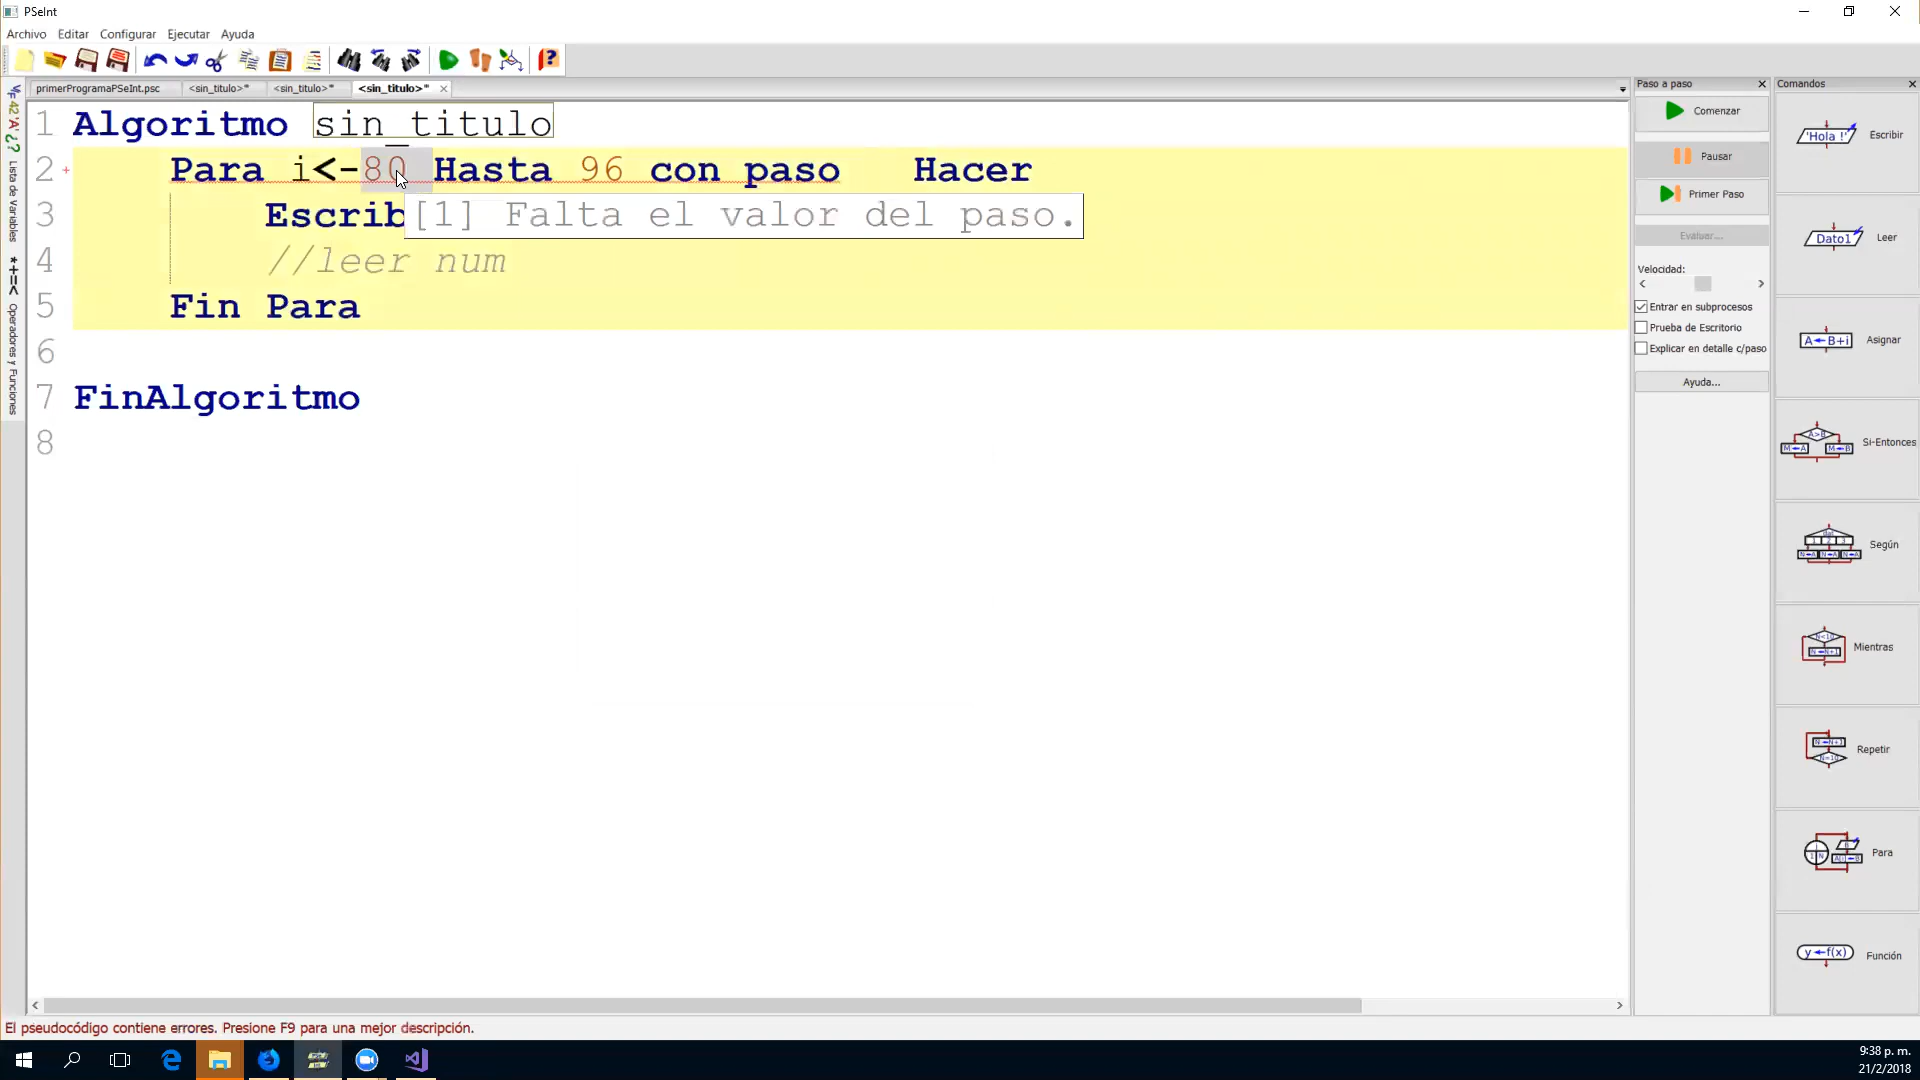 PSeInt
Archivo Editar Configurar Ejecutar Ayuda
primerProgramaPSeInt.psc <sin_titulo>* <sin_titulo>* <sin_titulo>*
1 Algoritmo sin_titulo
2 Para i<-80 Hasta 96 con paso Hacer
3 Escrib
[1] Falta el valor del paso.
4 //leer num
5 Fin Para
6
7 FinAlgoritmo
8
Lista de Variables
*+=<
Operadores y Funciones
42 'A' ¿?
Paso a paso
Comenzar
Pausar
Primer Paso
Evaluar...
Velocidad:
Entrar en subprocesos
Prueba de Escritorio
Explicar en detalle c/paso
Ayuda...
Comandos
'Hola !' Escribir
Dato1 Leer
A←B+i Asignar
Si-Entonces
Según
Mientras
Repetir
Para
y←f(x) Función
El pseudocódigo contiene errores. Presione F9 para una mejor descripción.
9:38 p. m.
21/2/2018